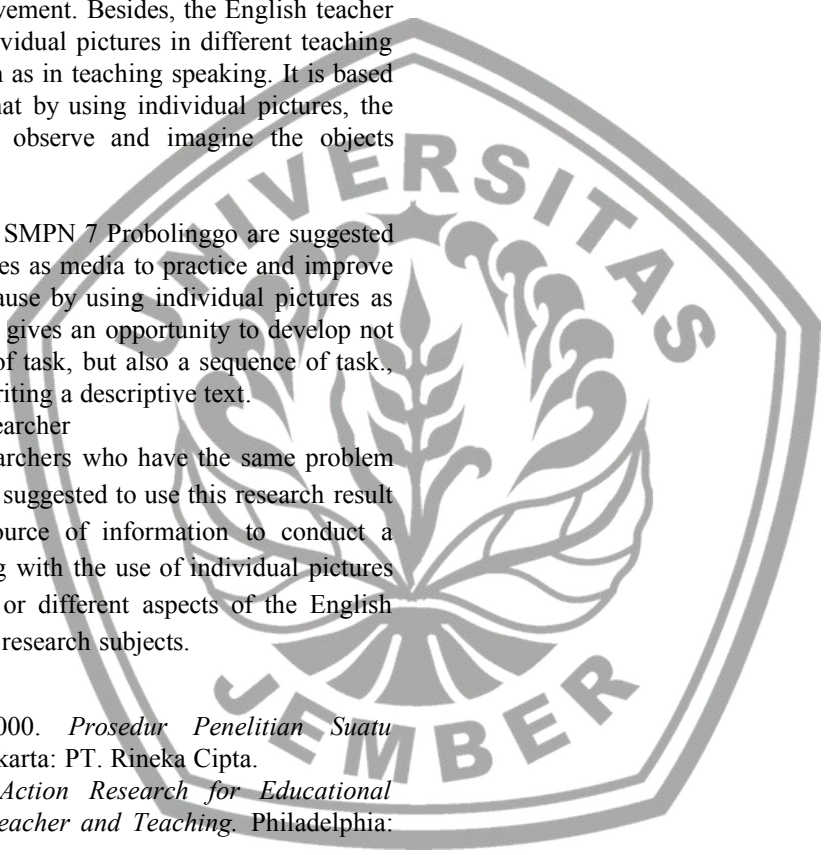 vement. Besides, the English teacher
vidual pictures in different teaching
n as in teaching speaking. It is based
hat by using individual pictures, the
observe and imagine the objects
SMPN 7 Probolinggo are suggested
es as media to practice and improve
ause by using individual pictures as
gives an opportunity to develop not
of task, but also a sequence of task.,
riting a descriptive text.
earcher
archers who have the same problem
suggested to use this research result
ource of information to conduct a
g with the use of individual pictures
or different aspects of the English
research subjects.
000. Prosedur Penelitian Suatu
karta: PT. Rineka Cipta.
Action Research for Educational
eacher and Teaching. Philadelphia:
UNIVERSITAS
JEMBER